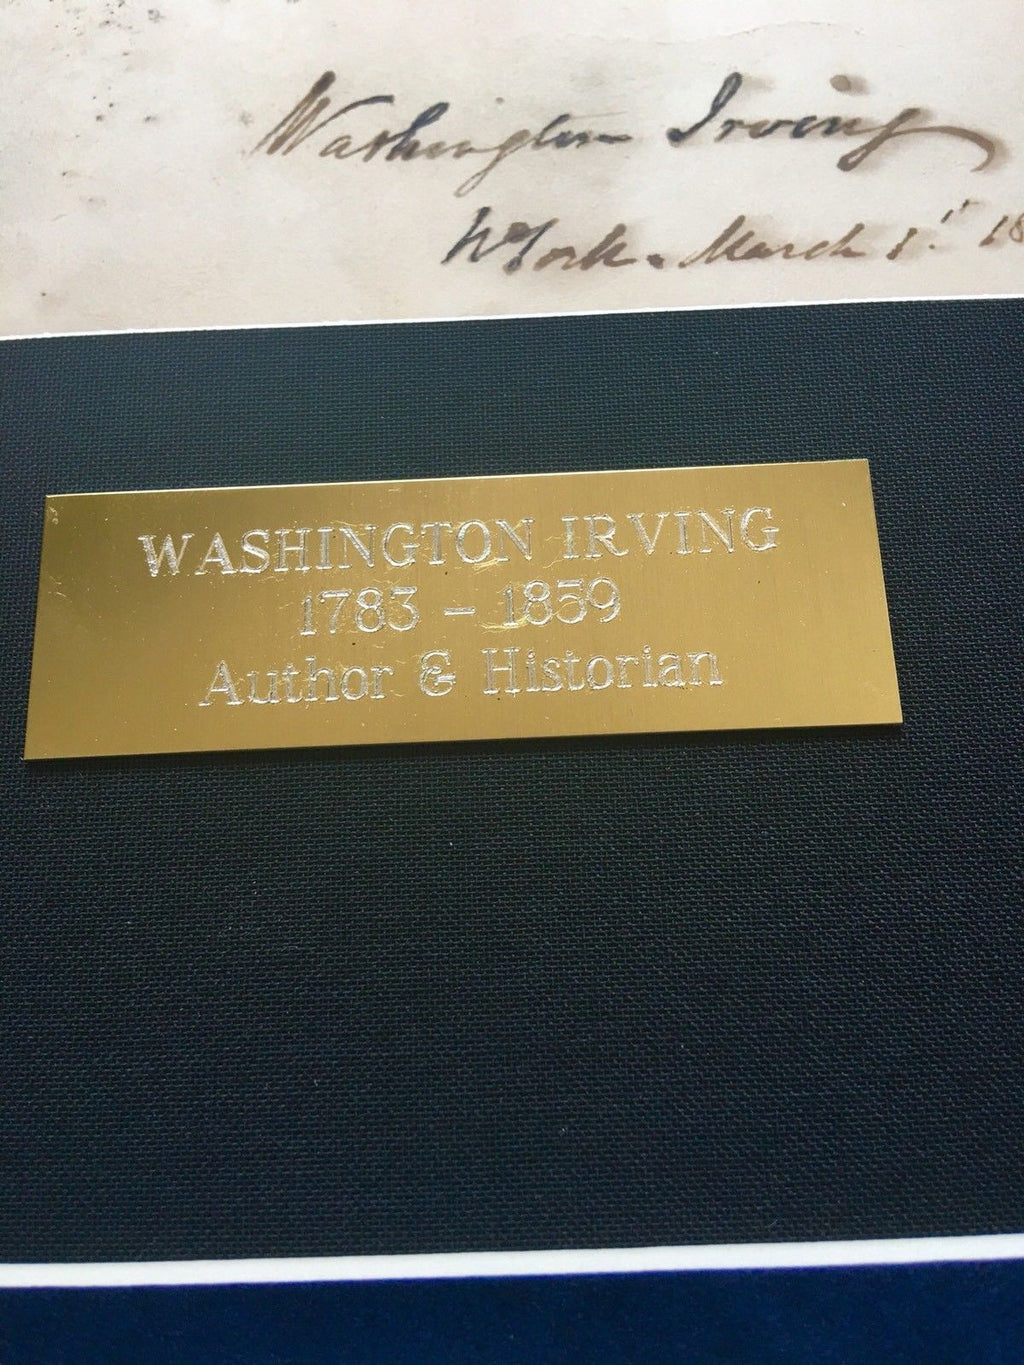 Washington Irving
N York. March 1st 18
WASHINGTON IRVING
1783 - 1859
Author & Historian